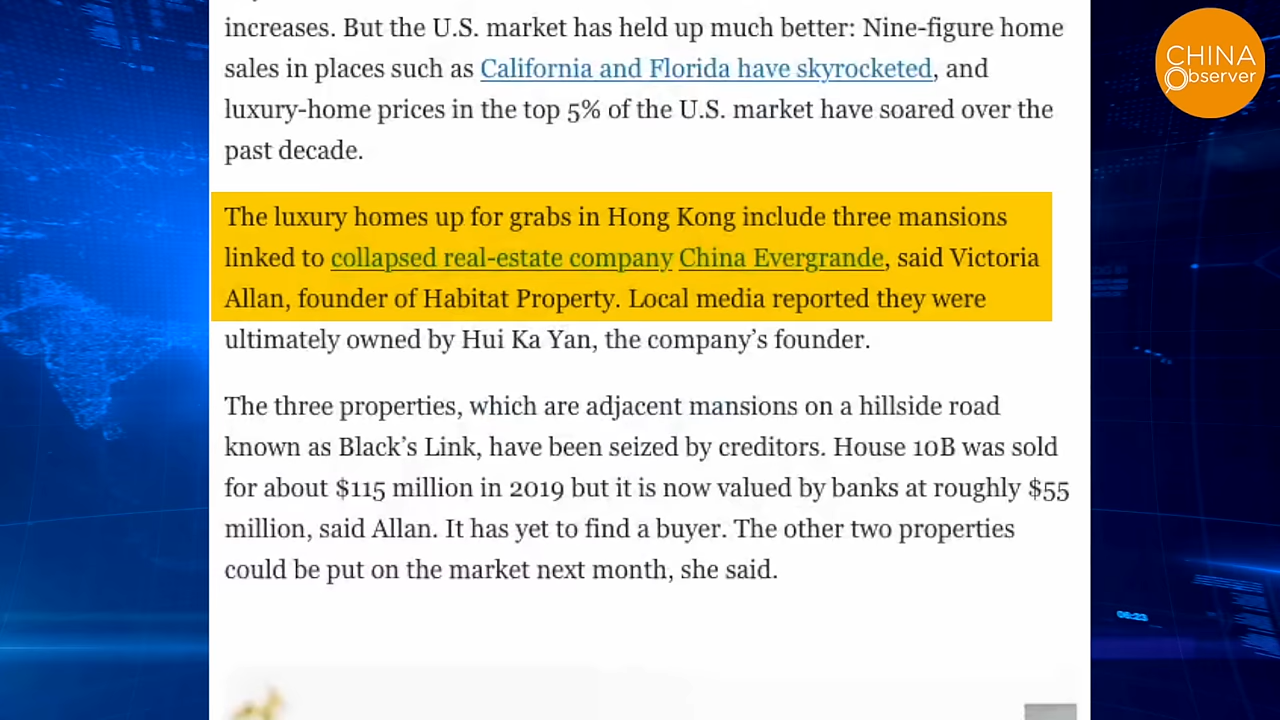 increases. But the U.S. market has held up much better: Nine-figure home
sales in places such as California and Florida have skyrocketed, and
luxury-home prices in the top 5% of the U.S. market have soared over the
past decade.
The luxury homes up for grabs in Hong Kong include three mansions
linked to collapsed real-estate company China Evergrande, said Victoria
Allan, founder of Habitat Property. Local media reported they were
ultimately owned by Hui Ka Yan, the company’s founder.
The three properties, which are adjacent mansions on a hillside road
known as Black’s Link, have been seized by creditors. House 10B was sold
for about $115 million in 2019 but it is now valued by banks at roughly $55
million, said Allan. It has yet to find a buyer. The other two properties
could be put on the market next month, she said.
CHINA
Observer